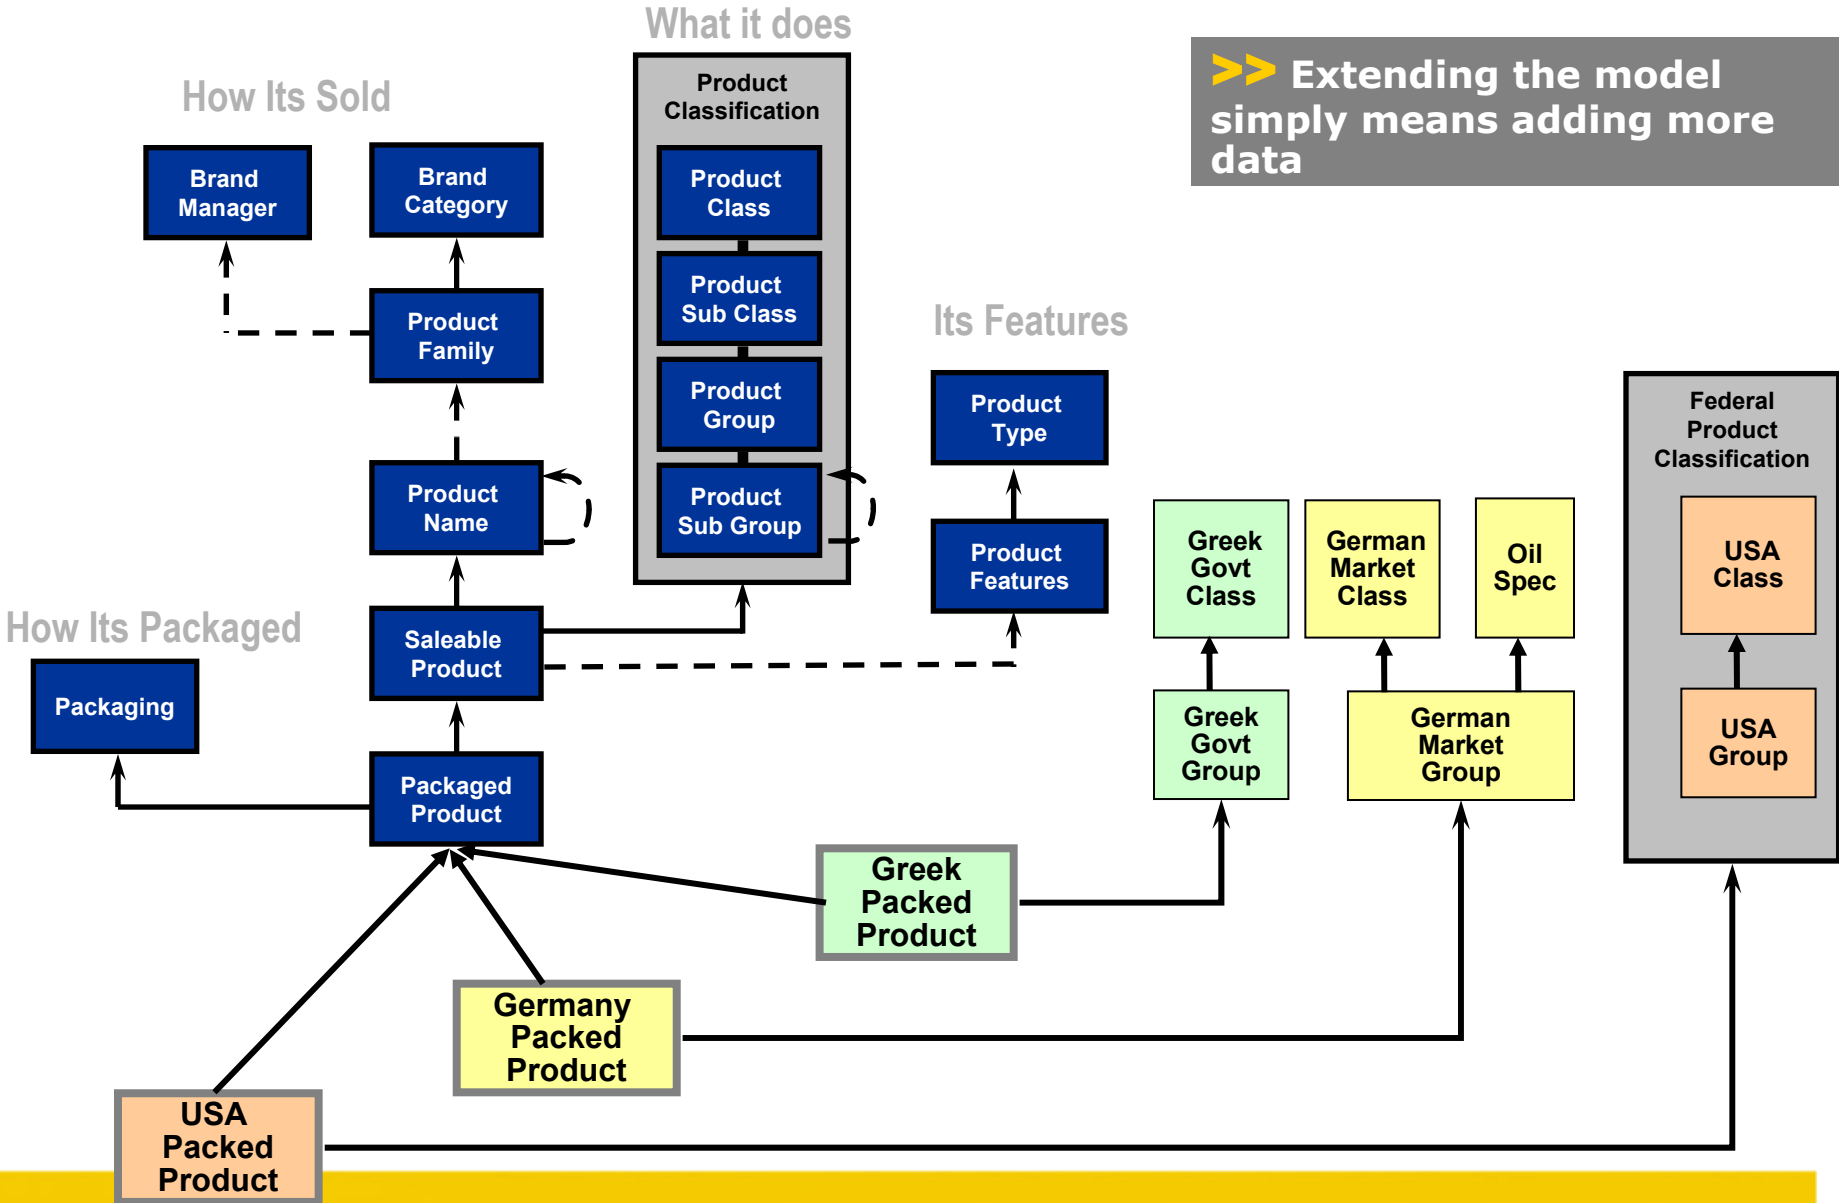 What it does
>> Extending the model
simply means adding more
data
How Its Sold
Product
Classification
Brand
Manager
Brand
Category
Product
Class
Product
Sub Class
Product
Family
Its Features
Product
Group
Product
Type
Federal
Product
Classification
Product
Name
Product
Sub Group
Product
Features
Greek
Govt
Class
German
Market
Class
Oil
Spec
USA
Class
How Its Packaged
Saleable
Product
Packaging
Packaged
Product
Greek
Govt
Group
German
Market
Group
USA
Group
Greek
Packed
Product
Germany
Packed
Product
USA
Packed
Product